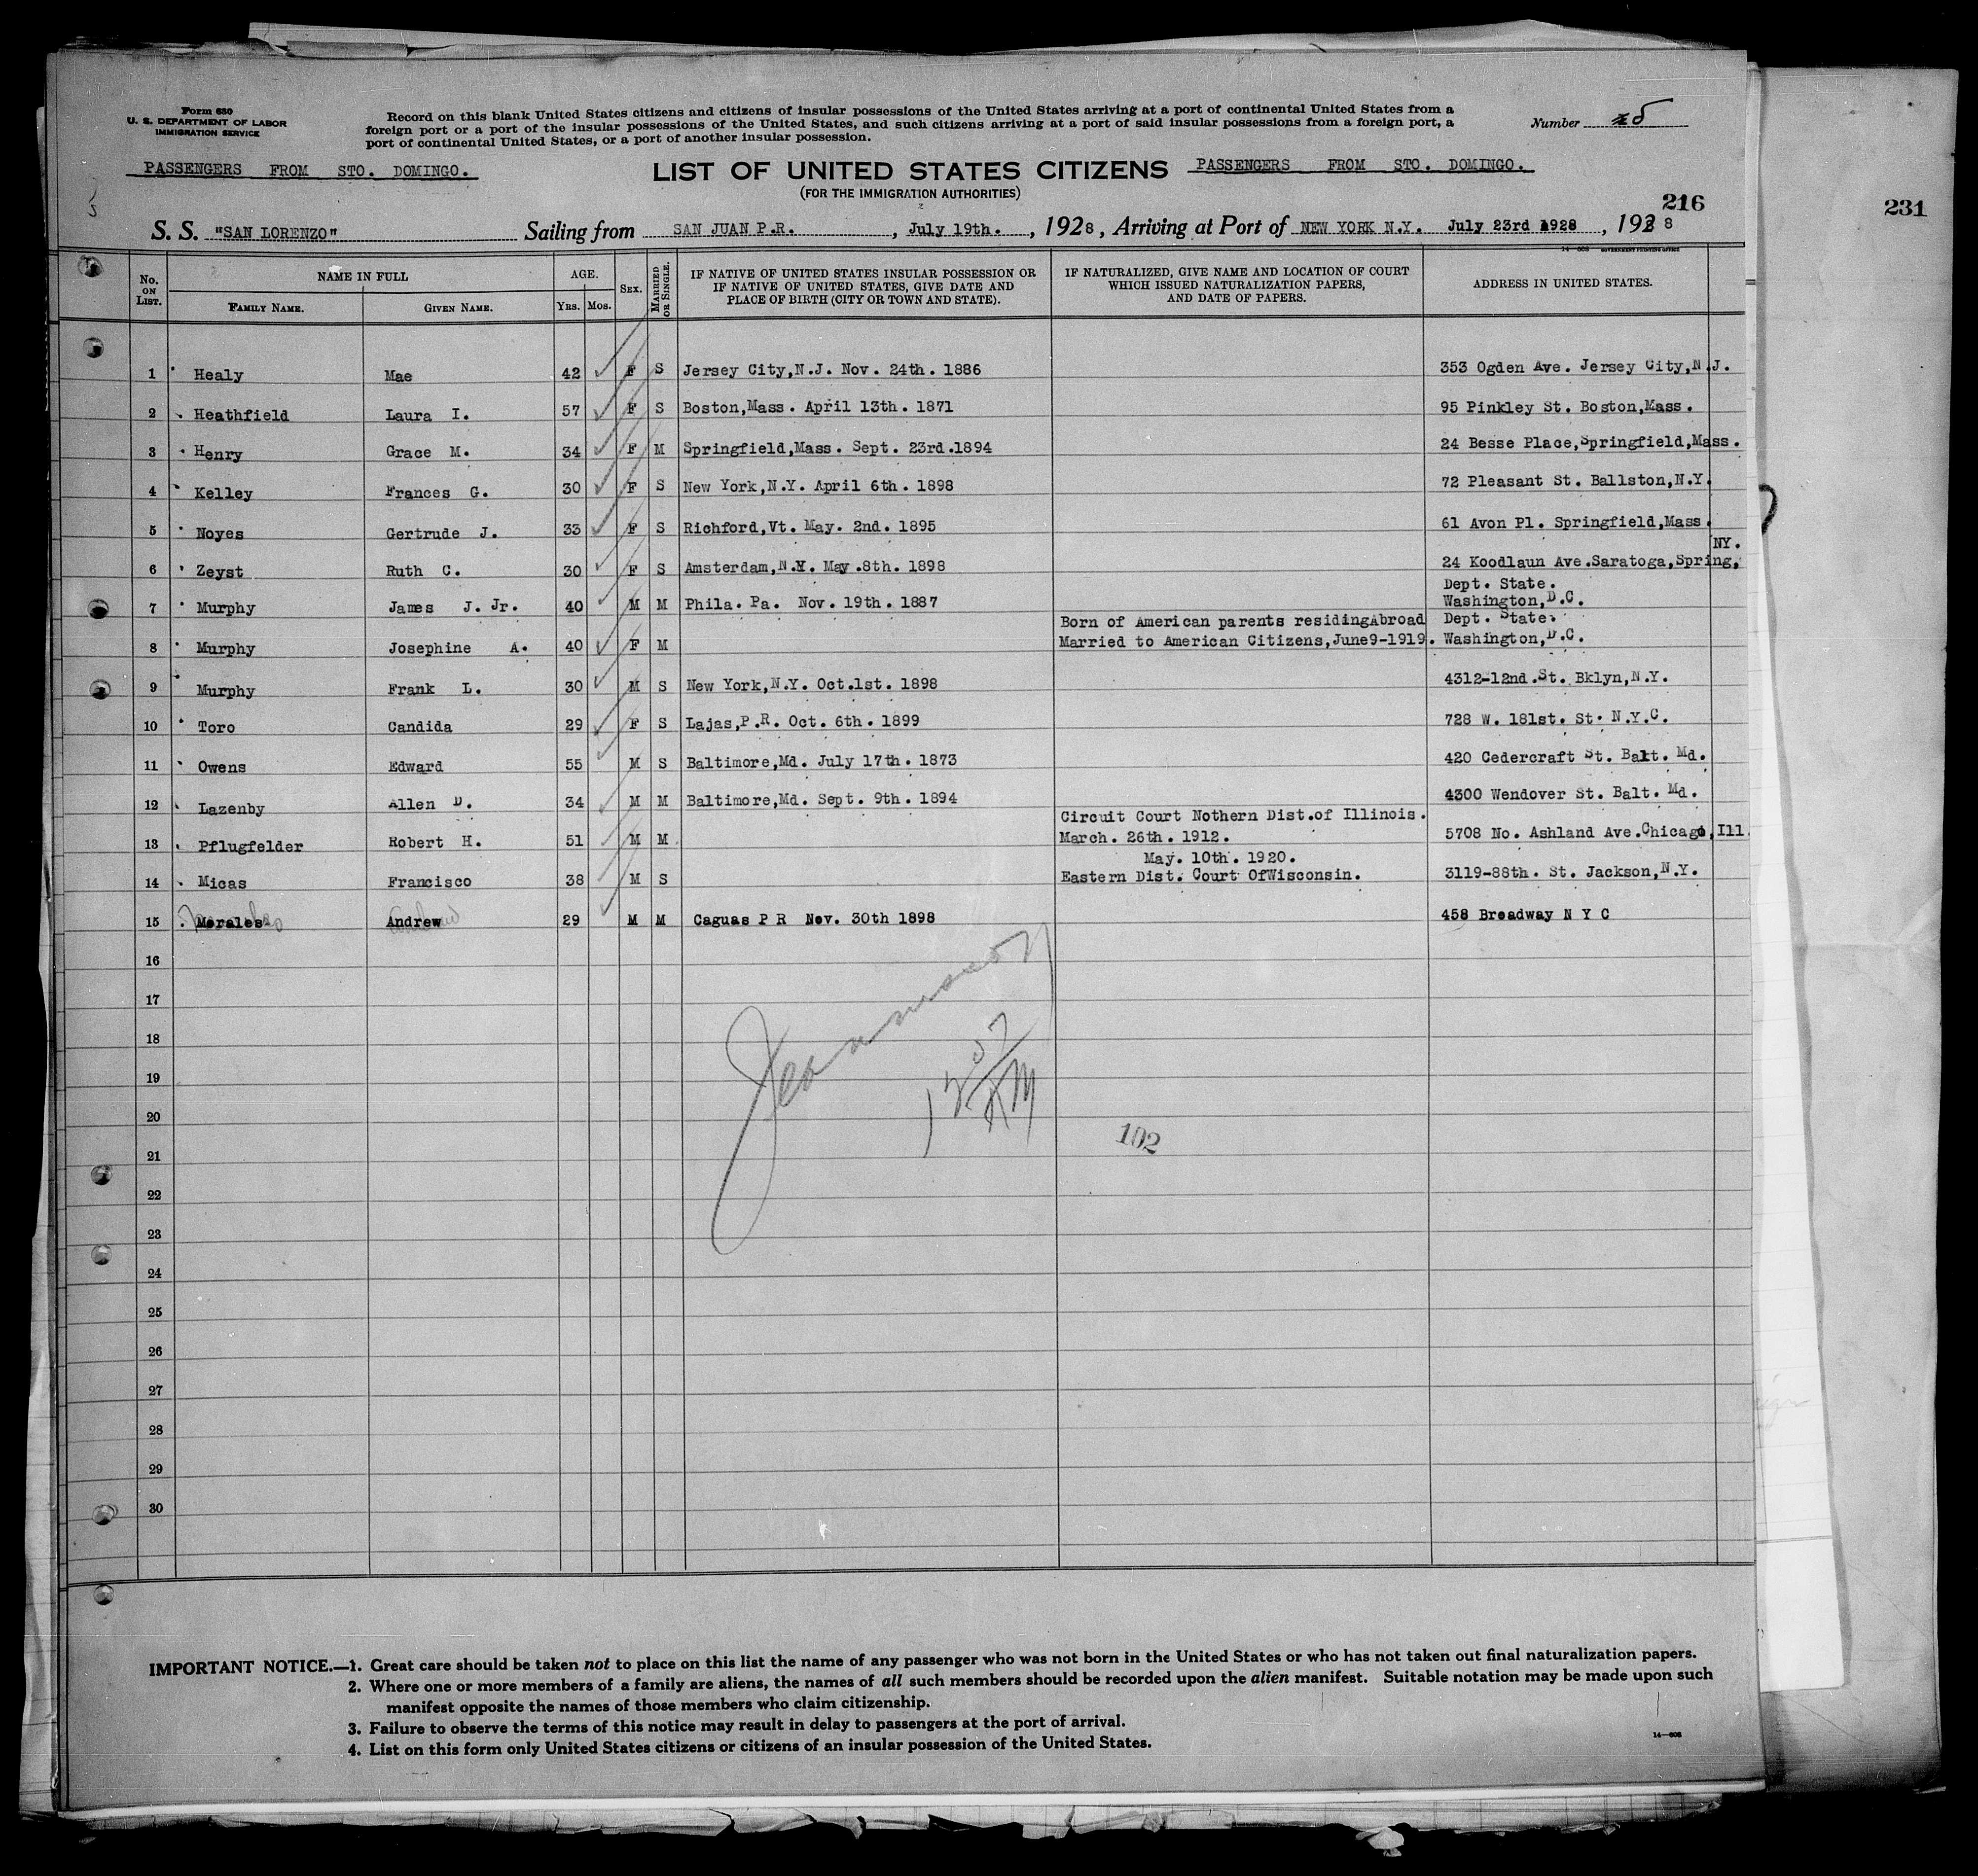 Form 630
U. S. DEPARTMENT OF LABOR
IMMIGRATION SERVICE
Record on this blank United States citizens and citizens of insular possessions of the United States arriving at a port of continental United States from a
foreign port or a port of the insular possessions of the United States, and such citizens arriving at a port of said insular possessions from a foreign port, a
port of continental United States, or a port of another insular possession.
Number 5
PASSENGERS FROM STO. DOMINGO.
LIST OF UNITED STATES CITIZENS
PASSENGERS FROM STO. DOMINGO.
(FOR THE IMMIGRATION AUTHORITIES)
216
231
S. S. "SAN LORENZO" Sailing from SAN JUAN P.R. , July 19th. , 1928, Arriving at Port of NEW YORK N.Y. July 23rd 1928 , 192 8
14—608 GOVERNMENT PRINTING OFFICE
No. ON LIST. NAME IN FULL AGE. SEX. MARRIED OR SINGLE. IF NATIVE OF UNITED STATES INSULAR POSSESSION OR IF NATIVE OF UNITED STATES, GIVE DATE AND PLACE OF BIRTH (CITY OR TOWN AND STATE). IF NATURALIZED, GIVE NAME AND LOCATION OF COURT WHICH ISSUED NATURALIZATION PAPERS, AND DATE OF PAPERS. ADDRESS IN UNITED STATES.
FAMILY NAME. GIVEN NAME. YRS. MOS.
1 Healy Mae 42 F S Jersey City,N.J. Nov. 24th. 1886 353 Ogden Ave. Jersey City,N.J.
2 Heathfield Laura I. 57 F S Boston,Mass. April 13th. 1871 95 Pinkley St. Boston,Mass.
3 Henry Grace M. 34 F M Springfield,Mass. Sept. 23rd.1894 24 Besse Place,Springfield,Mass.
4 Kelley Frances G. 30 F S New York,N.Y. April 6th. 1898 72 Pleasant St. Ballston,N.Y.
5 Noyes Gertrude J. 33 F S Richford,Vt. May. 2nd. 1895 61 Avon Pl. Springfield,Mass.
NY.
6 Zeyst Ruth C. 30 F S Amsterdam,N.Y. May .8th. 1898 24 Koodlaun Ave.Saratoga,Spring,
Dept. State.
7 Murphy James J. Jr. 40 M M Phila. Pa. Nov. 19th. 1887 Washington,D.C.
Born of American parents residingAbroad Dept. State.
8 Murphy Josephine A. 40 F M Married to American Citizens,June9-1919. Washington,D.C.
9 Murphy Frank L. 30 M S New York,N.Y. Oct.1st. 1898 4312-12nd.St. Bklyn,N.Y.
10 Toro Candida 29 F S Lajas,P.R. Oct. 6th. 1899 728 W. 181st. St. N.Y.C.
11 Owens Edward 55 M S Baltimore,Md. July 17th. 1873 420 Cedercraft St. Balt. Md.
12 Lazenby Allen D. 34 M M Baltimore,Md. Sept. 9th. 1894 4300 Wendover St. Balt. Md.
Circuit Court Nothern Dist.of Illinois.
13 Pflugfelder Robert H. 51 M M March. 26th. 1912. 5708 No. Ashland Ave.Chicago,Ill.
May. 10th. 1920.
14 Micas Francisco 38 M S Eastern Dist. Court OfWisconsin. 3119-88th. St. Jackson,N.Y.
15 Morales Andrew 29 M M Caguas P R Nov. 30th 1898 458 Broadway N Y C
16
17
18
19
20
102
21
22
23
24
25
26
27
28
29
30
IMPORTANT NOTICE.—1. Great care should be taken not to place on this list the name of any passenger who was not born in the United States or who has not taken out final naturalization papers.
2. Where one or more members of a family are aliens, the names of all such members should be recorded upon the alien manifest. Suitable notation may be made upon such
manifest opposite the names of those members who claim citizenship.
3. Failure to observe the terms of this notice may result in delay to passengers at the port of arrival.
4. List on this form only United States citizens or citizens of an insular possession of the United States.
14—608